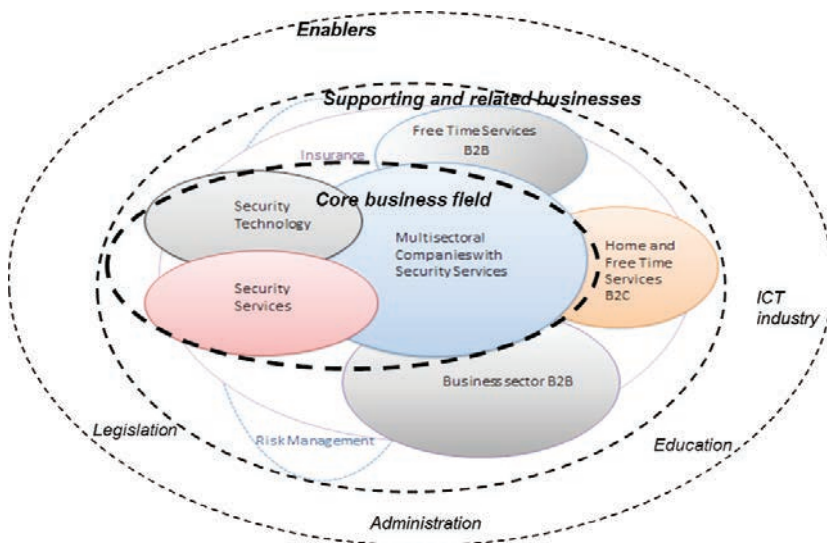 Enablers
Supporting and related businesses
Free Time Services
B2B
Insurance
Core business field
Security
Technology
Multisectoral
Companieswith
Security Services
Home and
Free Time
Services
B2C
Security
Services
ICT
industry
Business sector B2B
Legislation
Risk Management
Education
Administration